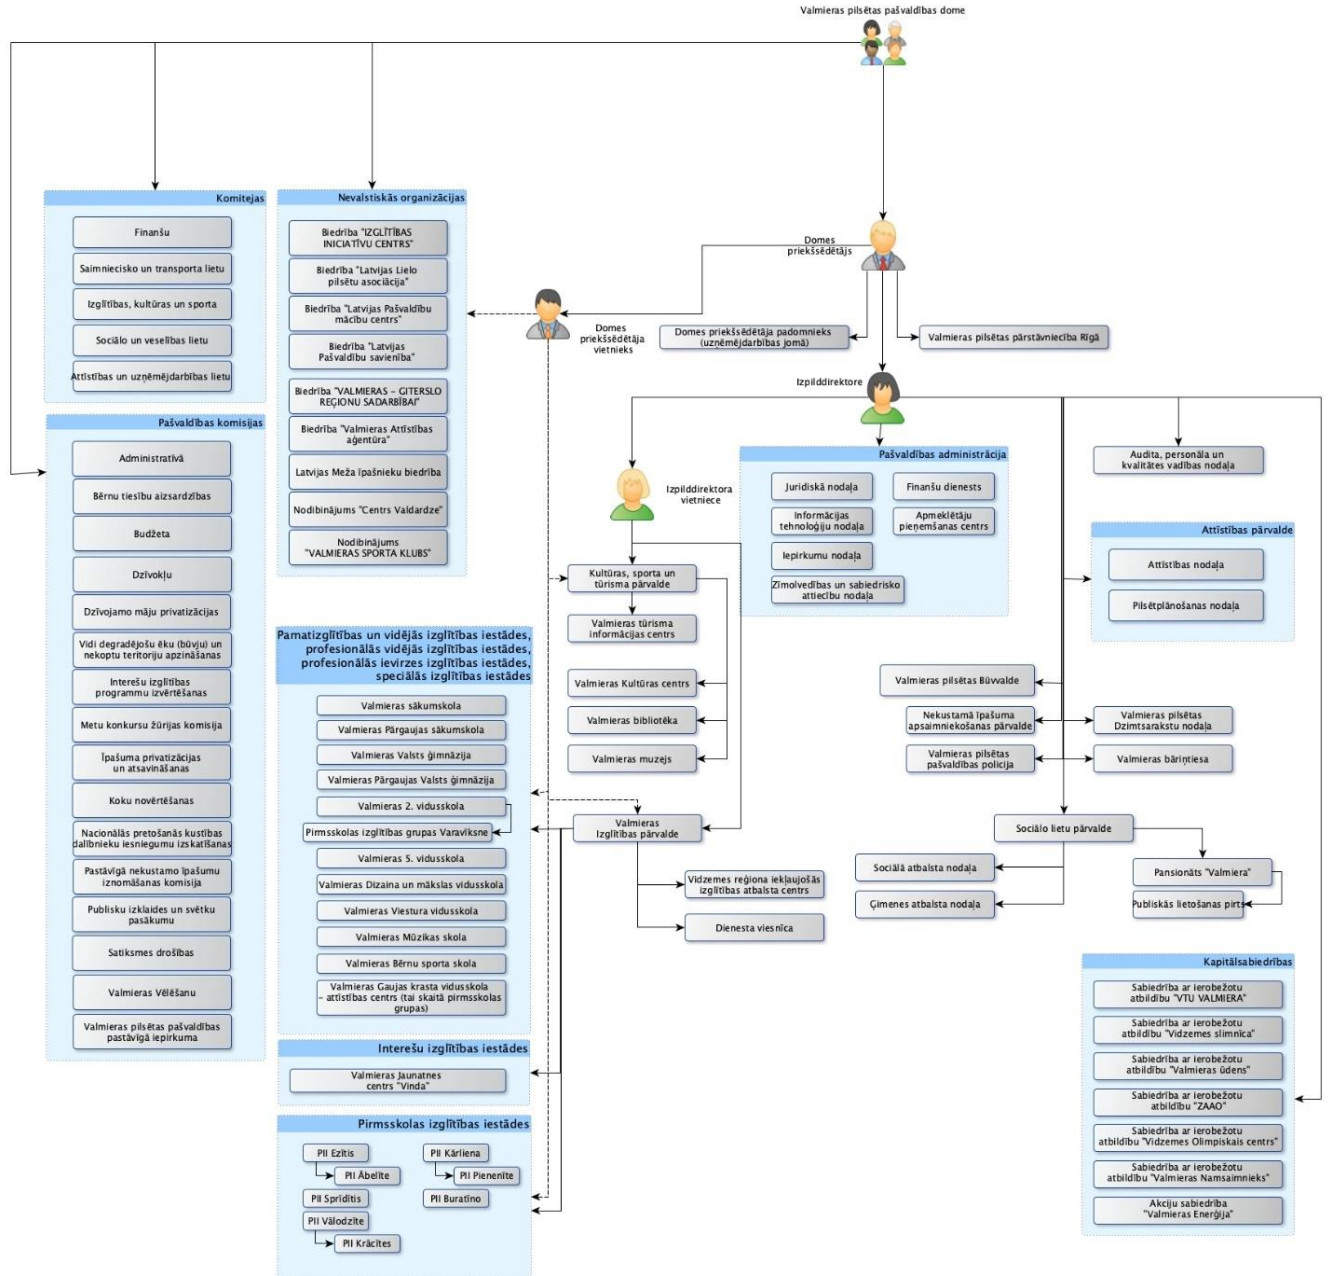 Valmieras pilsētas pašvaldības dome
Komitejas
Finanšu
Saimniecisko un transporta lietu
Izglītības, kultūras un sporta
Sociālo un veselības lietu
Attīstības un uzņēmējdarbības lietu
Pašvaldības komisijas
Administratīvā
Bērnu tiesību aizsardzības
Budžeta
Dzīvokļu
Dzīvojamo māju privatizācijas
Vidi degradējošu ēku (būvju) un
nekoptu teritoriju apzināšanas
Interešu izglītības
programmu izvērtēšanas
Metu konkursu žūrijas komisija
Īpašuma privatizācijas
un atsavināšanas
Koku novērtēšanas
Nacionālās pretošanās kustības
dalībnieku iesniegumu izskatīšanas
Pastāvīgā nekustamo īpašumu
iznomāšanas komisija
Publisku izklaides un svētku
pasākumu
Satiksmes drošības
Valmieras Vēlēšanu
Valmieras pilsētas pašvaldības
pastāvīgā iepirkuma
Nevalstiskās organizācijas
Biedrība "IZGLĪTĪBAS
INICIATĪVU CENTRS"
Biedrība "Latvijas Lielo
pilsētu asociācija"
Biedrība "Latvijas Pašvaldību
mācību centrs"
Biedrība "Latvijas
Pašvaldību savienība"
Biedrība "VALMIERAS – GITERSLO
REĢIONU SADARBĪBAI"
Biedrība "Valmieras Attīstības
aģentūra"
Latvijas Meža īpašnieku biedrība
Nodibinājums "Centrs Valdardze"
Nodibinājums
"VALMIERAS SPORTA KLUBS"
Domes
priekšsēdētājs
Domes
priekšsēdētāja
vietnieks
Domes priekšsēdētāja padomnieks
(uzņēmējdarbības jomā)
Valmieras pilsētas pārstāvniecība Rīgā
Izpilddirektore
Izpilddirektora
vietniece
Pašvaldības administrācija
Juridiskā nodaļa
Finanšu dienests
Informācijas
tehnoloģiju nodaļa
Apmeklētāju
pieņemšanas centrs
Iepirkumu nodaļa
Zīmolvedības un sabiedrisko
attiecību nodaļa
Audita, personāla un
kvalitātes vadības nodaļa
Attīstības pārvalde
Attīstības nodaļa
Pilsētplānošanas nodaļa
Kultūras, sporta un
tūrisma pārvalde
Valmieras tūrisma
informācijas centrs
Valmieras Kultūras centrs
Valmieras bibliotēka
Valmieras muzejs
Valmieras
Izglītības pārvalde
Vidzemes reģiona iekļaujošās
izglītības atbalsta centrs
Dienesta viesnīca
Pamatizglītības un vidējās izglītības iestādes,
profesionālās vidējās izglītības iestādes,
profesionālās ievirzes izglītības iestādes,
speciālās izglītības iestādes
Valmieras sākumskola
Valmieras Pārgaujas sākumskola
Valmieras Valsts ģimnāzija
Valmieras Pārgaujas Valsts ģimnāzija
Valmieras 2. vidusskola
Pirmsskolas izglītības grupas Varavīksne
Valmieras 5. vidusskola
Valmieras Dizaina un mākslas vidusskola
Valmieras Viestura vidusskola
Valmieras Mūzikas skola
Valmieras Bērnu sporta skola
Valmieras Gaujas krasta vidusskola
– attīstības centrs (tai skaitā pirmsskolas
grupas)
Interešu izglītības iestādes
Valmieras Jaunatnes
centrs "Vinda"
Pirmsskolas izglītības iestādes
PII Ezītis
PII Ābelīte
PII Sprīdītis
PII Vālodzīte
PII Krācītes
PII Kārliena
PII Pienenīte
PII Buratīno
Valmieras pilsētas Būvvalde
Nekustamā īpašuma
apsaimniekošanas pārvalde
Valmieras pilsētas
Dzimtsarakstu nodaļa
Valmieras pilsētas
pašvaldības policija
Valmieras bāriņtiesa
Sociālo lietu pārvalde
Sociālā atbalsta nodaļa
Ģimenes atbalsta nodaļa
Pansionāts "Valmiera"
Publiskās lietošanas pirts
Kapitālsabiedrības
Sabiedrība ar ierobežotu
atbildību "VTU VALMIERA"
Sabiedrība ar ierobežotu
atbildību "Vidzemes slimnīca"
Sabiedrība ar ierobežotu
atbildību "Valmieras ūdens"
Sabiedrība ar ierobežotu
atbildību "ZAAO"
Sabiedrība ar ierobežotu
atbildību "Vidzemes Olimpiskais centrs"
Sabiedrība ar ierobežotu
atbildību "Valmieras Namsaimnieks"
Akciju sabiedrība
"Valmieras Enerģija"